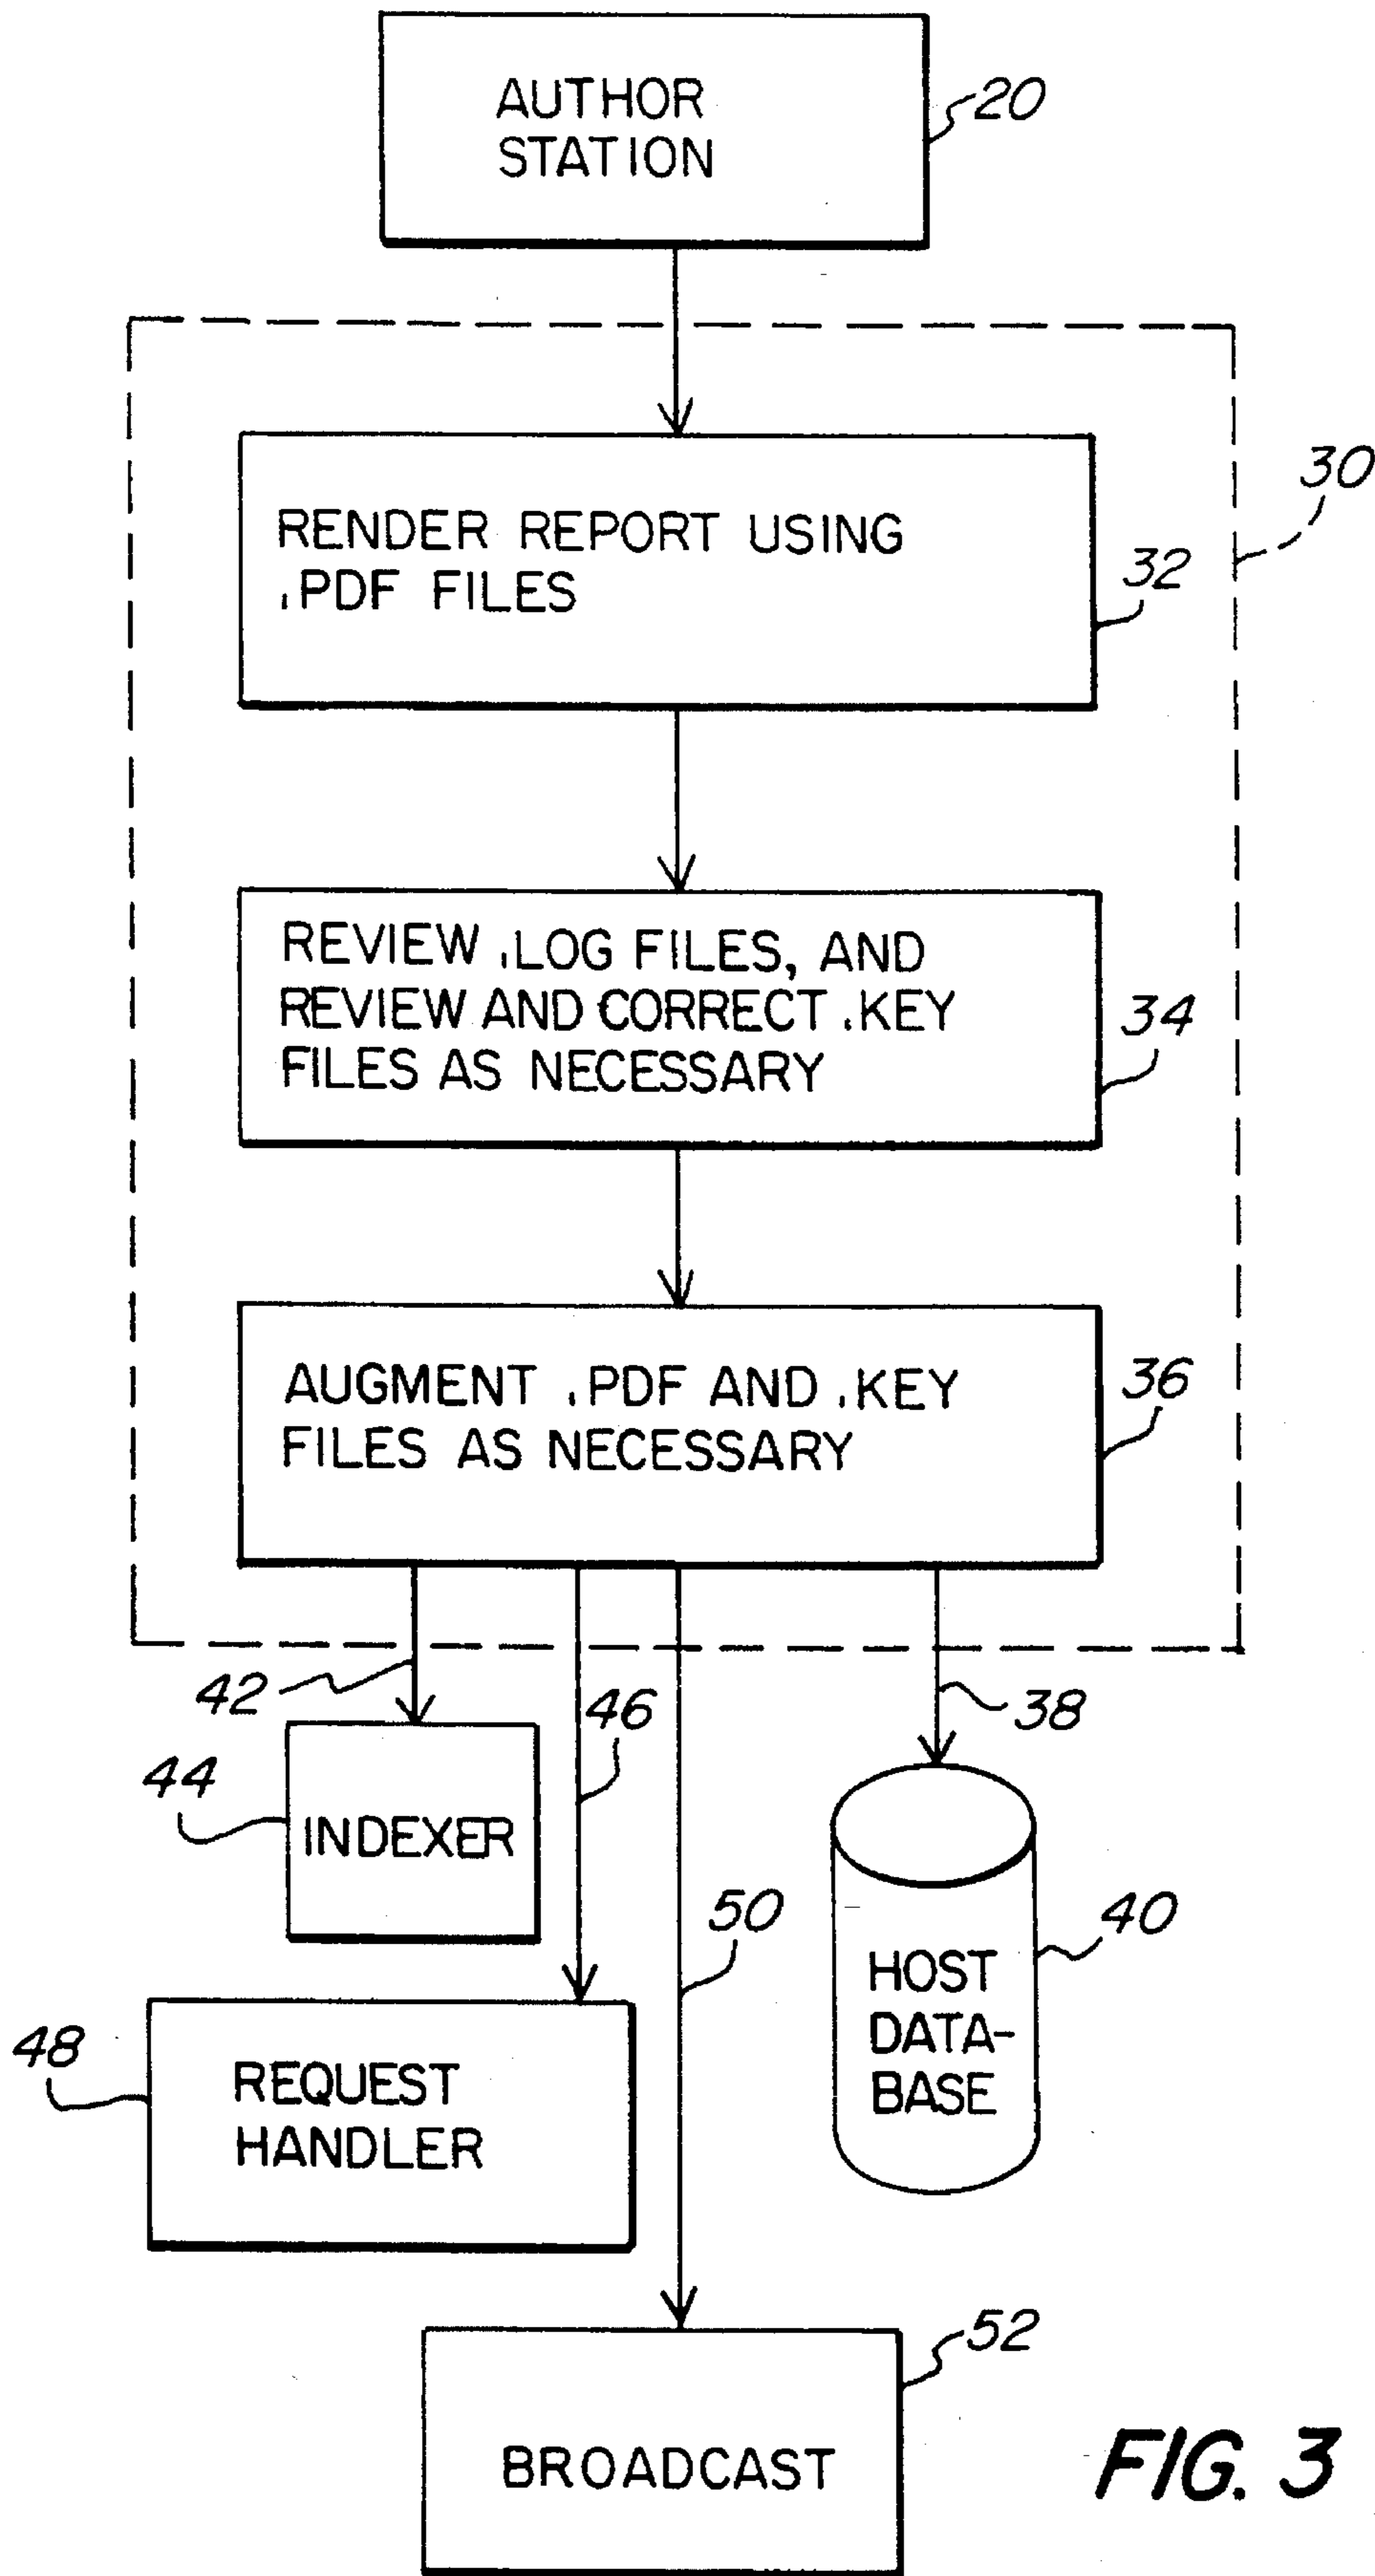 AUTHOR
STATION
20
30
RENDER REPORT USING
.PDF FILES
32
REVIEW .LOG FILES, AND
REVIEW AND CORRECT .KEY
FILES AS NECESSARY
34
AUGMENT .PDF AND .KEY
FILES AS NECESSARY
36
42
46
38
44
INDEXER
50
40
HOST
DATA-
BASE
48
REQUEST
HANDLER
52
BROADCAST
FIG. 3